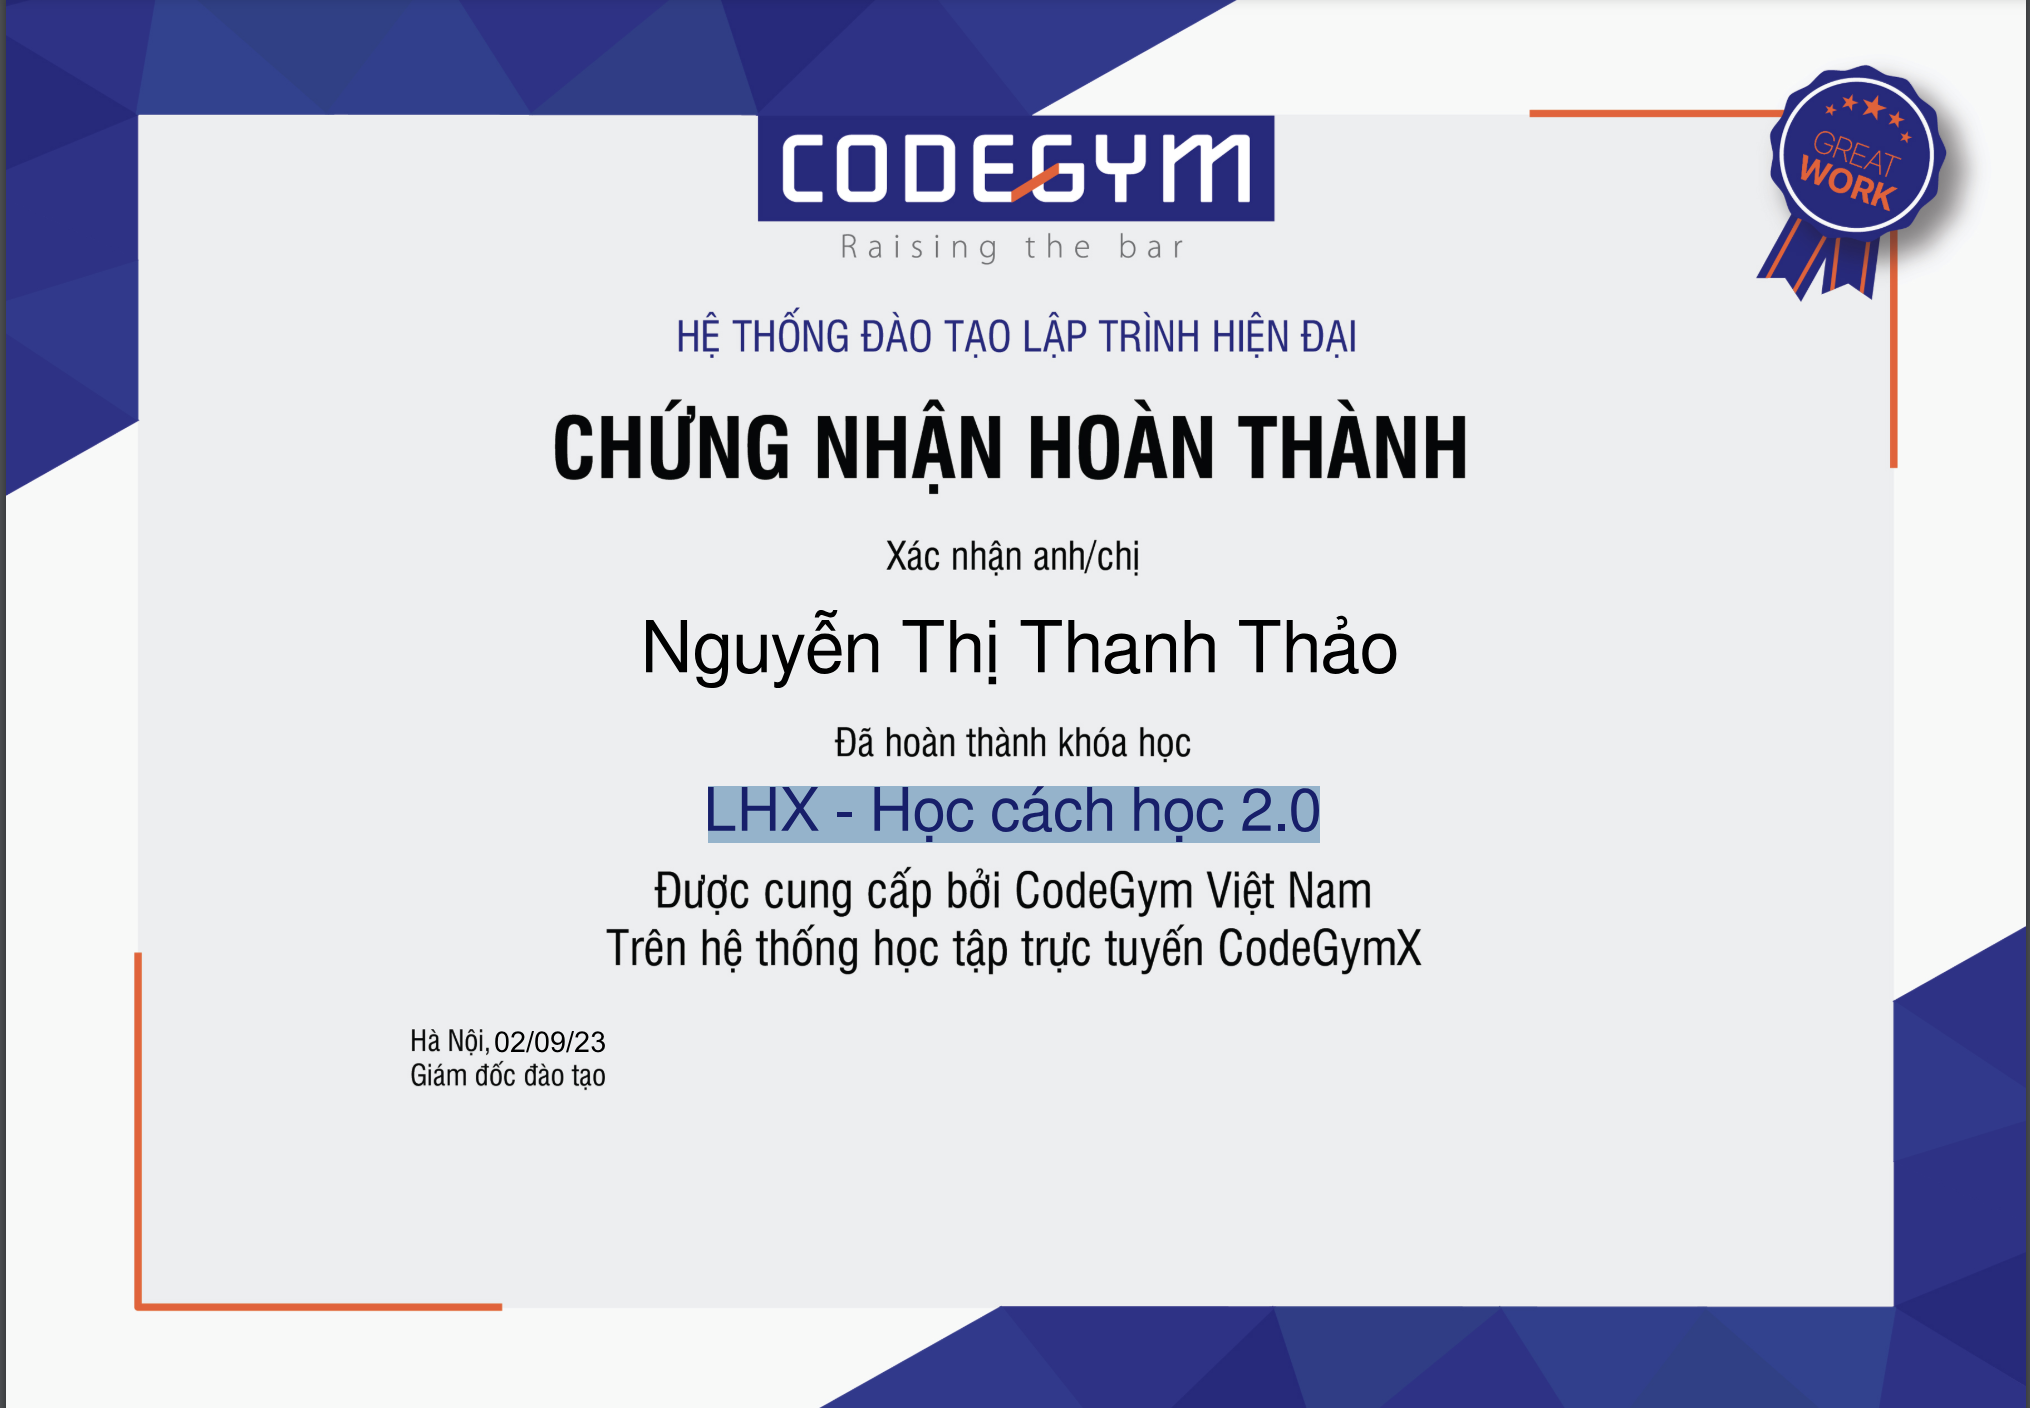 CODEGYM
Raising the bar
GREAT
WORK
HỆ THỐNG ĐÀO TẠO LẬP TRÌNH HIỆN ĐẠI
CHỨNG NHẬN HOÀN THÀNH
Xác nhận anh/chị
Nguyễn Thị Thanh Thảo
Đã hoàn thành khóa học
LHX - Học cách học 2.0
Được cung cấp bởi CodeGym Việt Nam
Trên hệ thống học tập trực tuyến CodeGymX
Hà Nội, 02/09/23
Giám đốc đào tạo